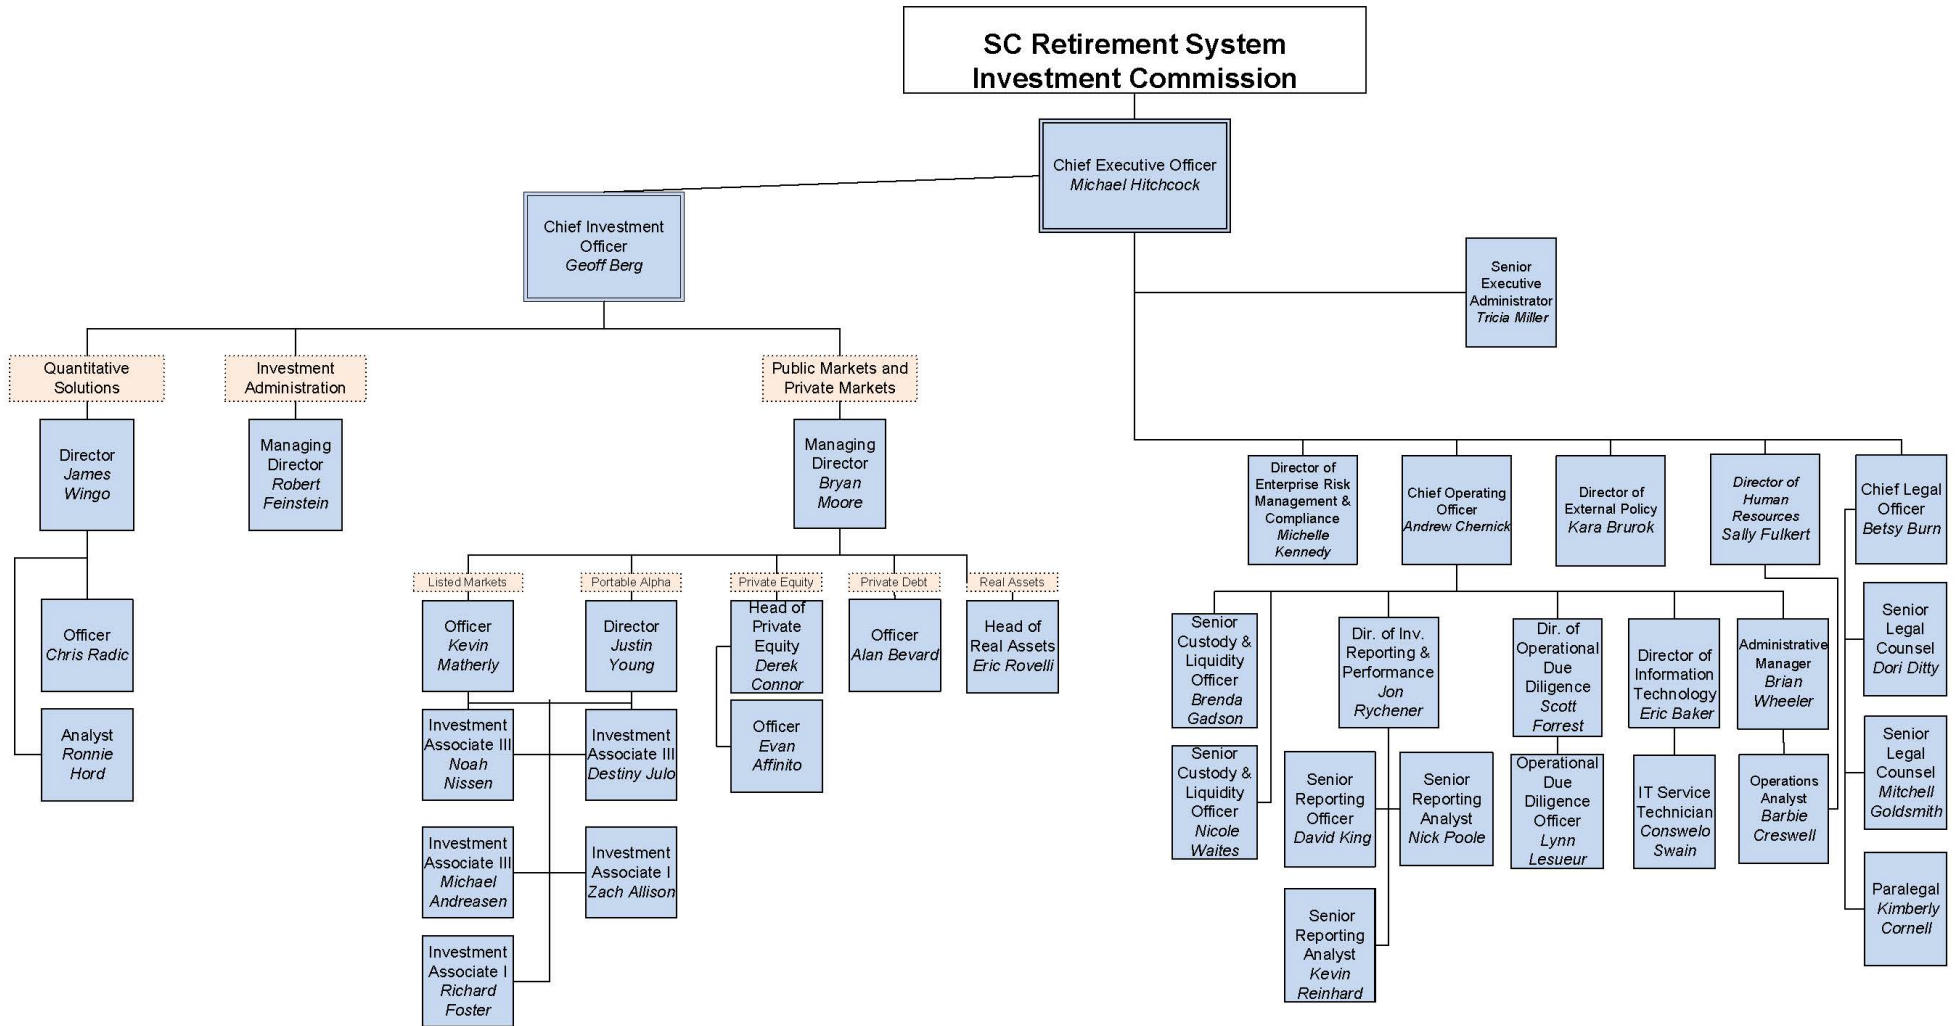 SC Retirement System
Investment Commission
Chief Executive Officer
Michael Hitchcock
Chief Investment
Officer
Geoff Berg
Senior
Executive
Administrator
Tricia Miller
Quantitative
Solutions
Investment
Administration
Public Markets and
Private Markets
Director
James
Wingo
Managing
Director
Robert
Feinstein
Managing
Director
Bryan
Moore
Director of
Enterprise Risk
Management &
Compliance
Michelle
Kennedy
Chief Operating
Officer
Andrew Chernick
Director of
External Policy
Kara Brurok
Director of
Human
Resources
Sally Fulkert
Chief Legal
Officer
Betsy Burn
Listed Markets
Portable Alpha
Private Equity
Private Debt
Real Assets
Officer
Chris Radic
Officer
Kevin
Matherly
Director
Justin
Young
Head of
Private
Equity
Derek
Connor
Officer
Alan Bevard
Head of
Real Assets
Eric Rovelli
Senior
Custody &
Liquidity
Officer
Brenda
Gadson
Dir. of Inv.
Reporting &
Performance
Jon
Rychener
Dir. of
Operational
Due
Diligence
Scott
Forrest
Director of
Information
Technology
Eric Baker
Administrative
Manager
Brian
Wheeler
Senior
Legal
Counsel
Dori Ditty
Analyst
Ronnie
Hord
Investment
Associate III
Noah
Nissen
Investment
Associate III
Destiny Julo
Officer
Evan
Affinito
Senior
Custody &
Liquidity
Officer
Nicole
Waites
Senior
Reporting
Officer
David King
Senior
Reporting
Analyst
Nick Poole
Operational
Due
Diligence
Officer
Lynn
Lesueur
IT Service
Technician
Conswelo
Swain
Operations
Analyst
Barbie
Creswell
Senior
Legal
Counsel
Mitchell
Goldsmith
Investment
Associate III
Michael
Andreasen
Investment
Associate I
Zach Allison
Paralegal
Kimberly
Cornell
Investment
Associate I
Richard
Foster
Senior
Reporting
Analyst
Kevin
Reinhard